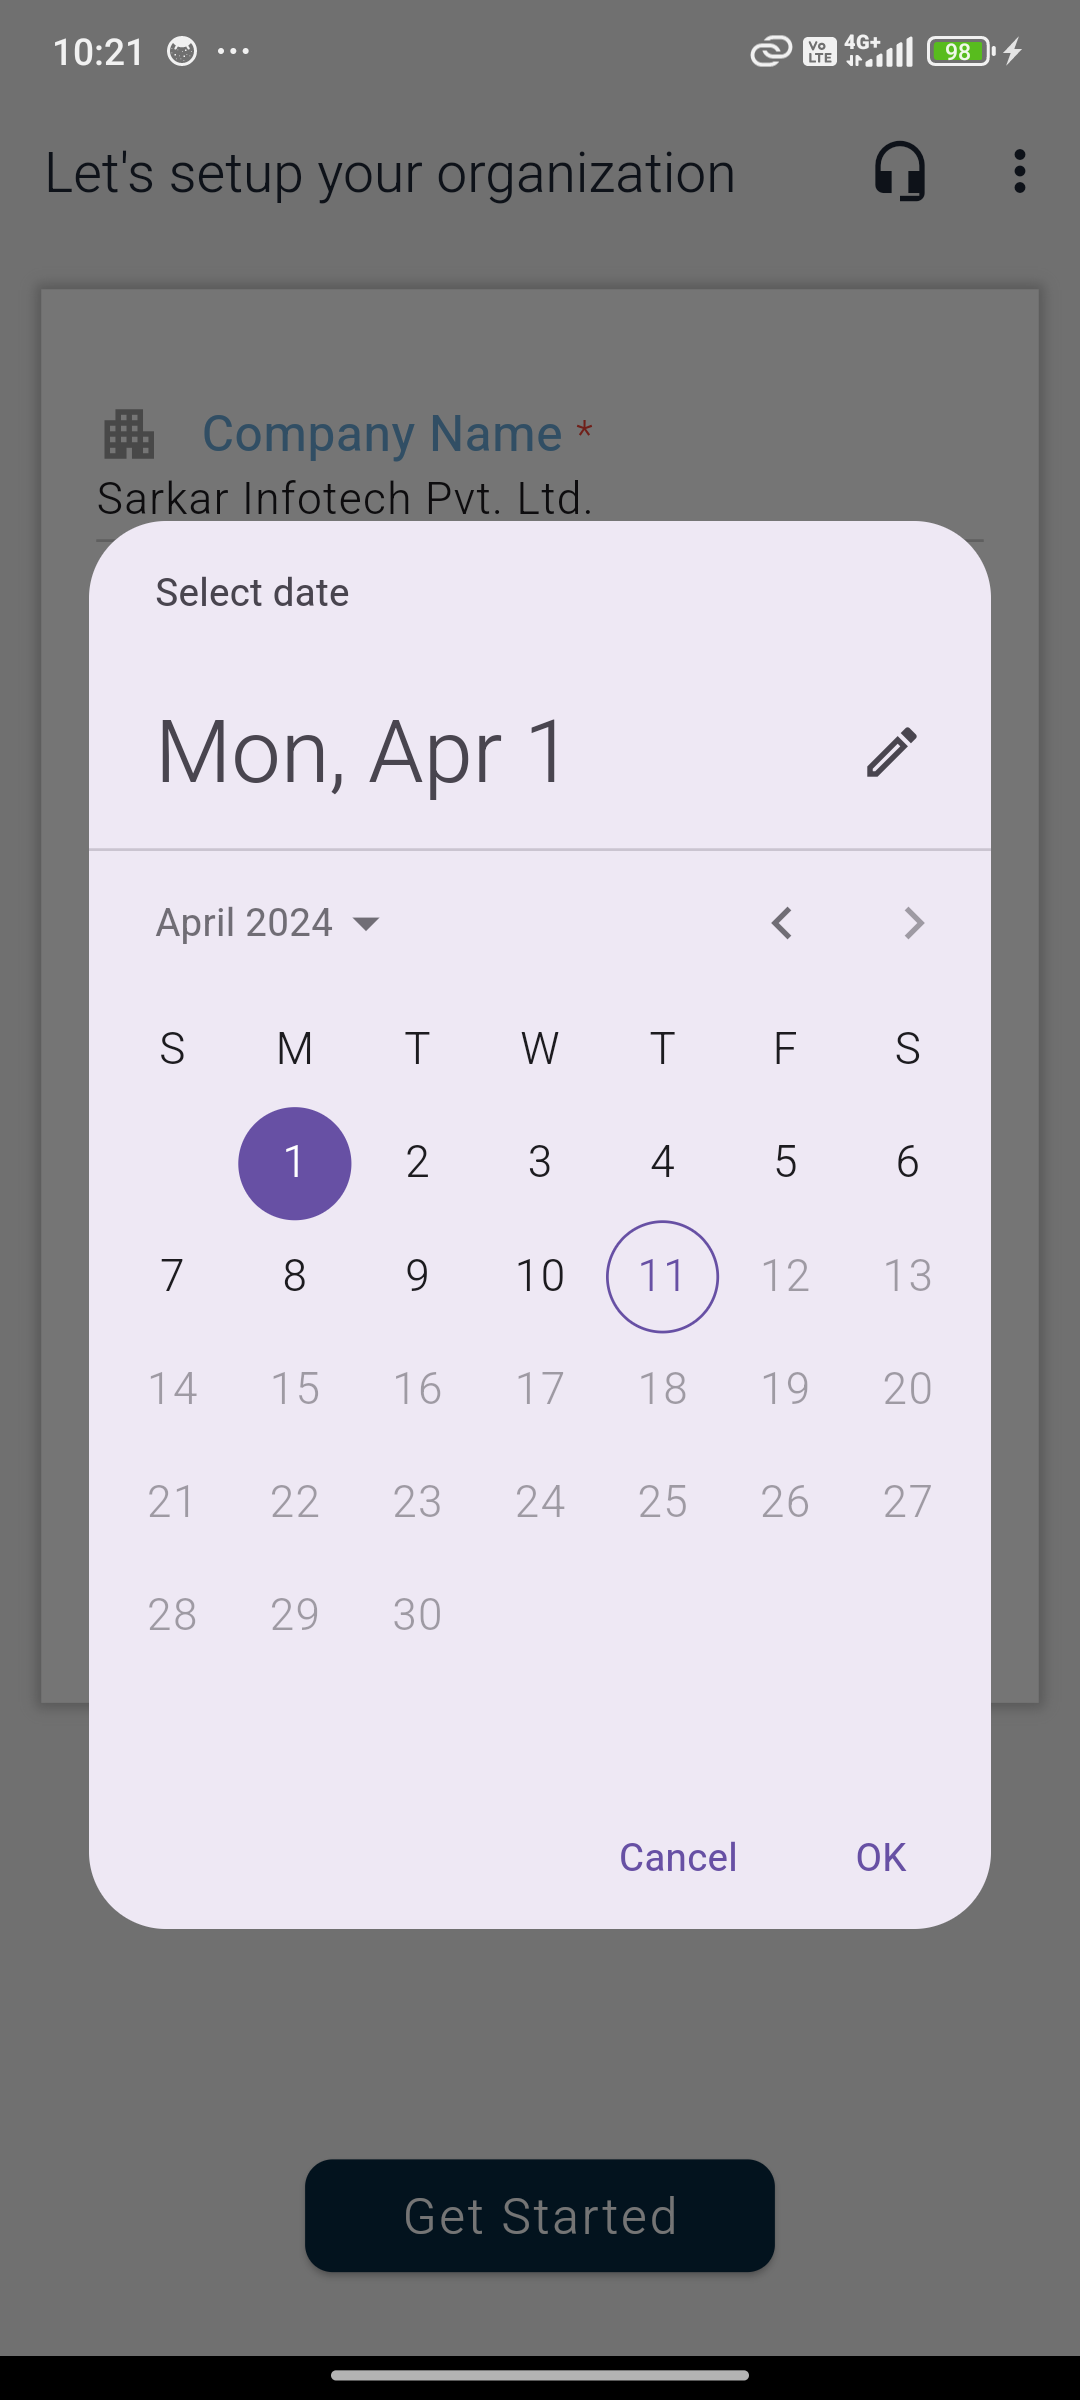 10:21 Vo LTE 4G+ 98
Let's setup your organization
Company Name *
Sarkar Infotech Pvt. Ltd.
Select date
Mon, Apr 1
April 2024
S M T W T F S
1 2 3 4 5 6
7 8 9 10 11 12 13
14 15 16 17 18 19 20
21 22 23 24 25 26 27
28 29 30
Cancel OK
Get Started